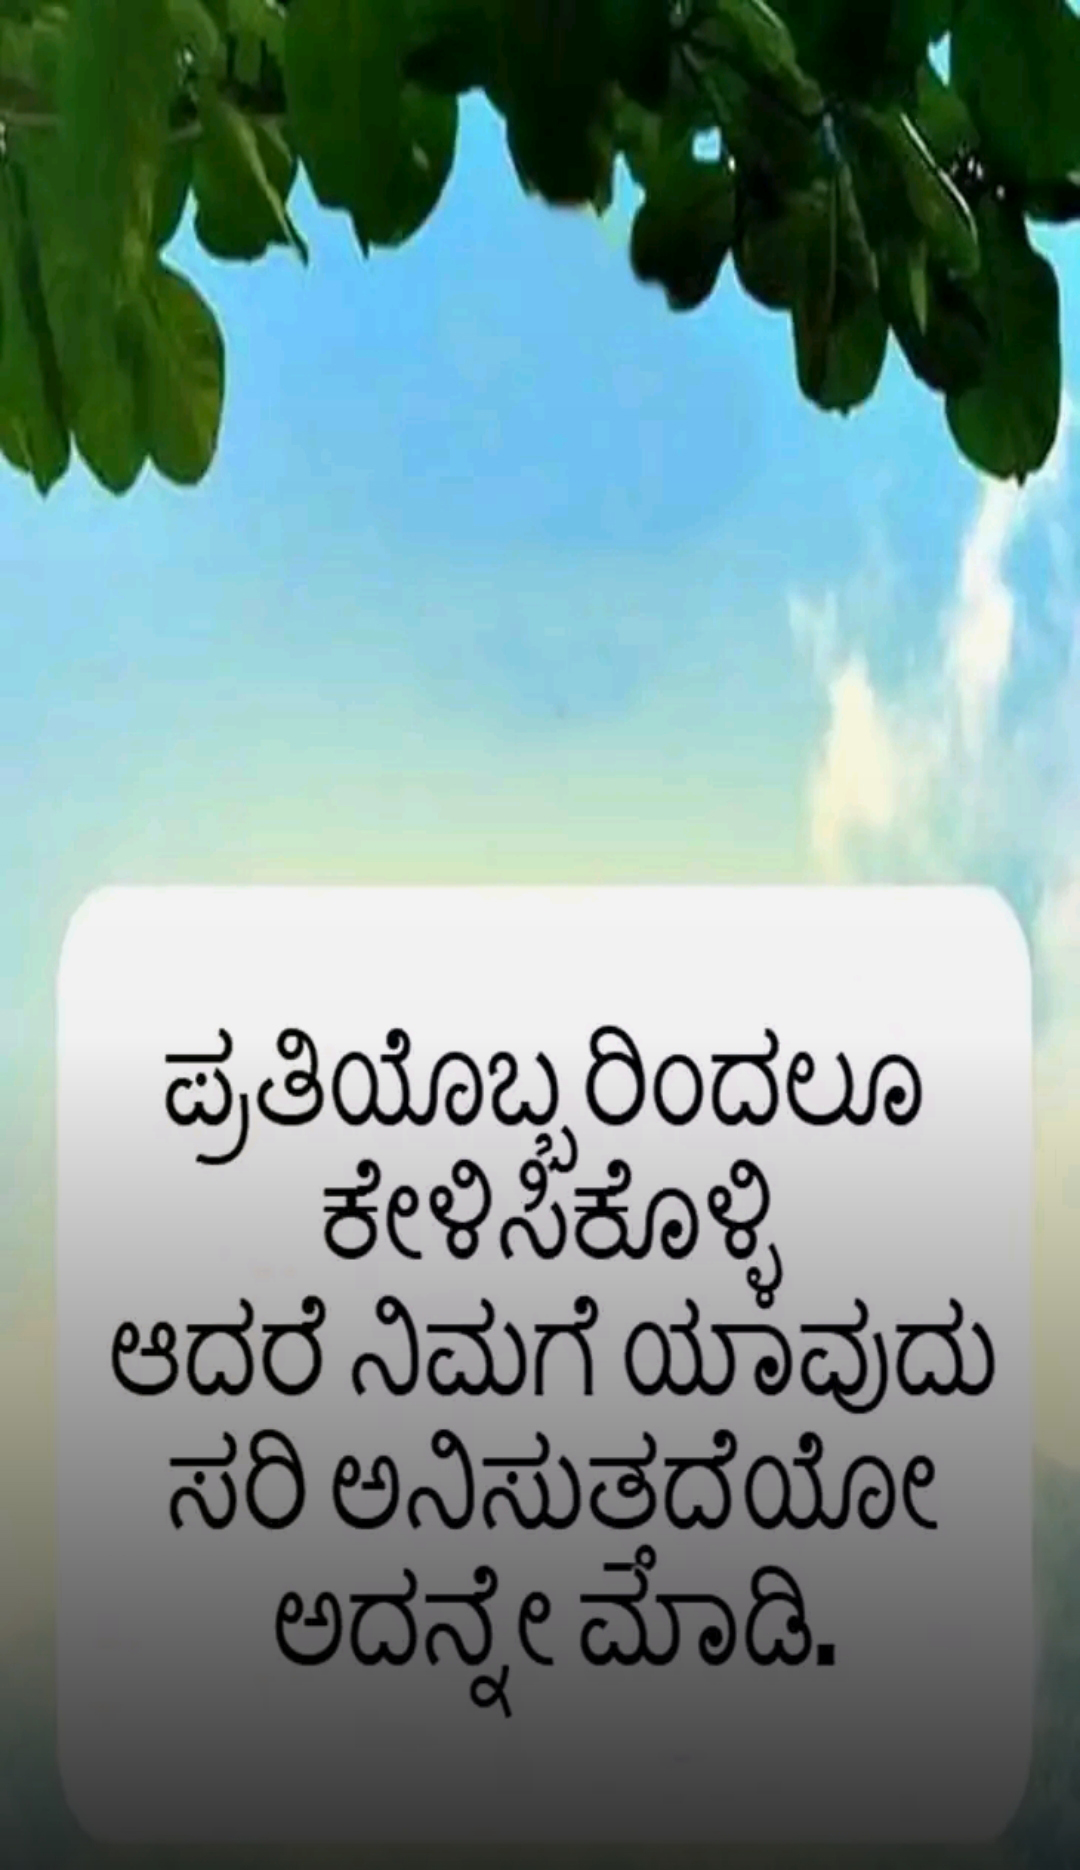 ಪ್ರತಿಯೊಬ್ಬರಿಂದಲೂ
ಕೇಳಿಸಿಕೊಳ್ಳಿ
ಆದರೆ ನಿಮಗೆ ಯಾವುದು
ಸರಿ ಅನಿಸುತ್ತದೆಯೋ
ಅದನ್ನೇ ಮಾಡಿ.